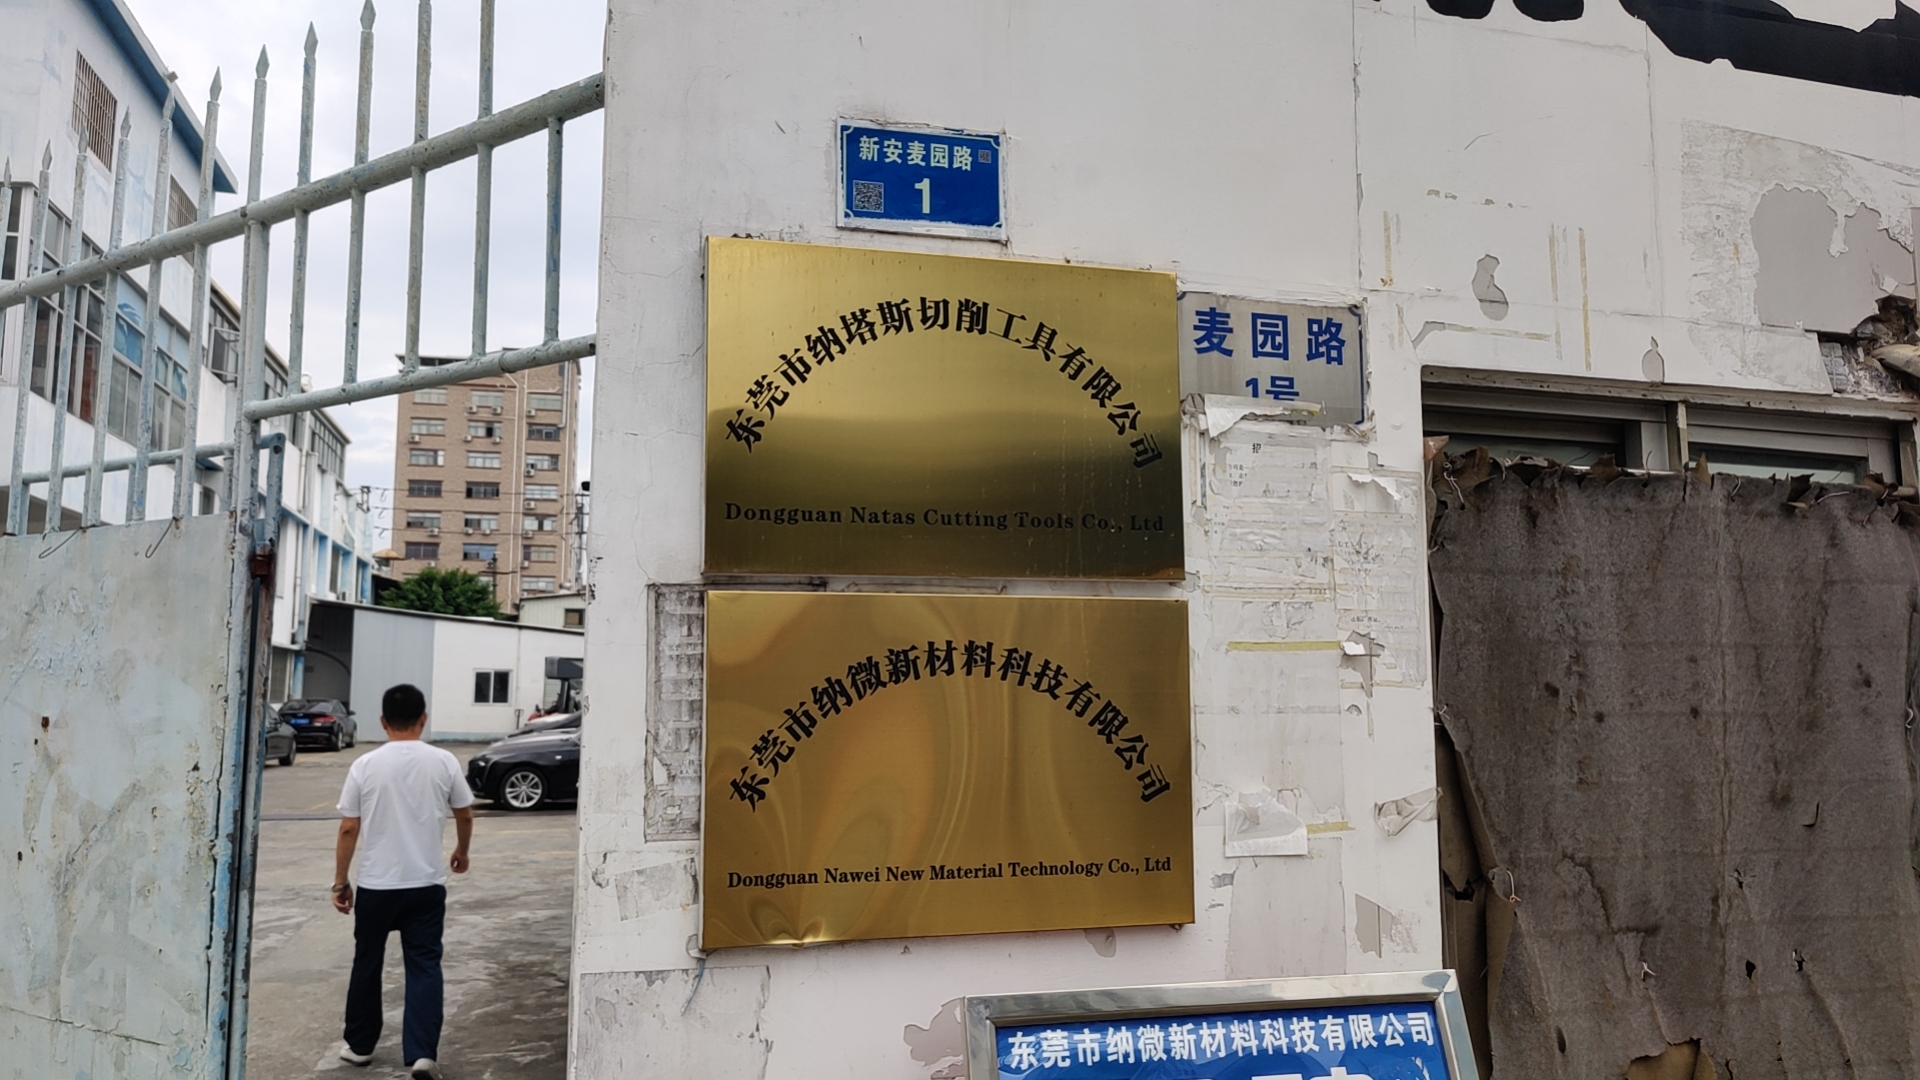 新安麦园路
1
东莞市纳塔斯切削工具有限公司
Dongguan Natas Cutting Tools Co., Ltd
麦园路
1号
招
东莞市纳微新材料科技有限公司
Dongguan Nawei New Material Technology Co., Ltd
东莞市纳微新材料科技有限公司